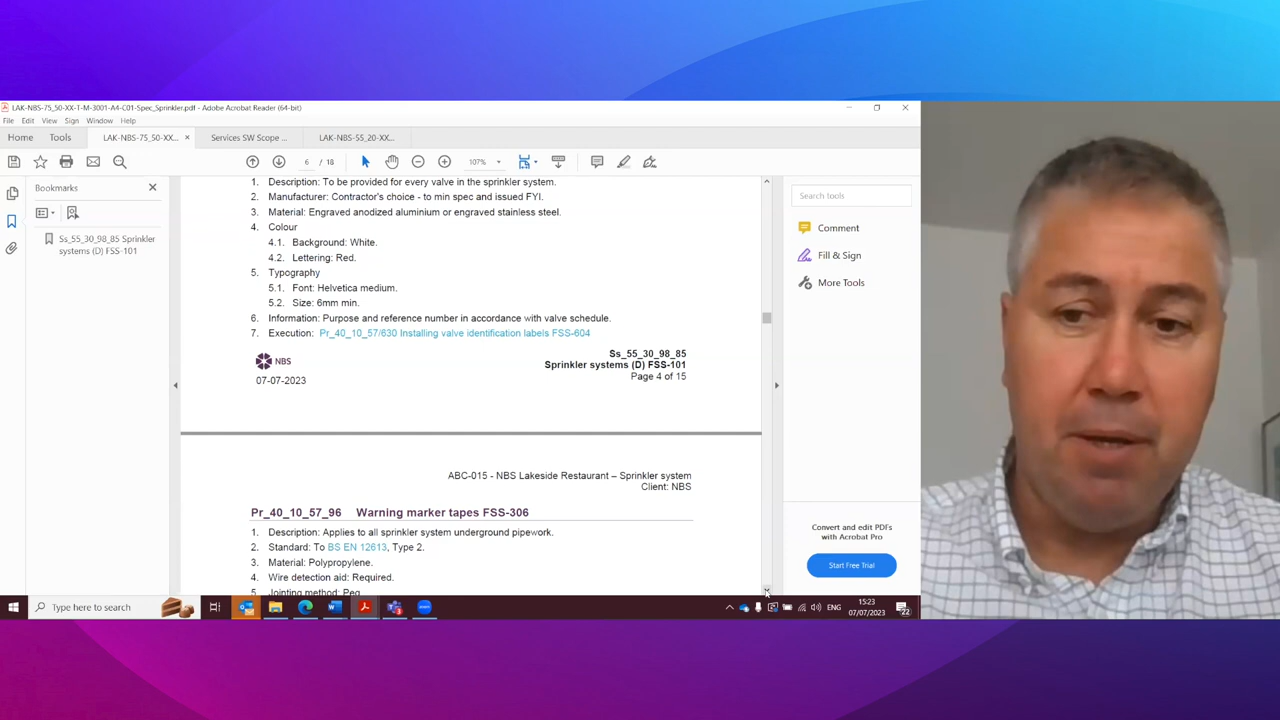 LAK-NBS-75_50-XX-T-M-3001-A4-C01-Spec_Sprinkler.pdf - Adobe Acrobat Reader (64-bit)
File Edit View Sign Window Help
Home Tools LAK-NBS-75_50-XX... × Services SW Scope ... LAK-NBS-55_20-XX...
6 / 18 107%
Bookmarks
Ss_55_30_98_85 Sprinkler
systems (D) FSS-101
1. Description: To be provided for every valve in the sprinkler system.
2. Manufacturer: Contractor's choice - to min spec and issued FYI.
3. Material: Engraved anodized aluminium or engraved stainless steel.
4. Colour
4.1. Background: White.
4.2. Lettering: Red.
5. Typography
5.1. Font: Helvetica medium.
5.2. Size: 6mm min.
6. Information: Purpose and reference number in accordance with valve schedule.
7. Execution: Pr_40_10_57/630 Installing valve identification labels FSS-604
NBS
07-07-2023
Ss_55_30_98_85
Sprinkler systems (D) FSS-101
Page 4 of 15
ABC-015 - NBS Lakeside Restaurant – Sprinkler system
Client: NBS
Pr_40_10_57_96 Warning marker tapes FSS-306
1. Description: Applies to all sprinkler system underground pipework.
2. Standard: To BS EN 12613, Type 2.
3. Material: Polypropylene.
4. Wire detection aid: Required.
5. Jointing method: Peg
Search tools
Comment
Fill & Sign
More Tools
Convert and edit PDFs
with Acrobat Pro
Start Free Trial
Type here to search
ENG
15:23
07/07/2023
22